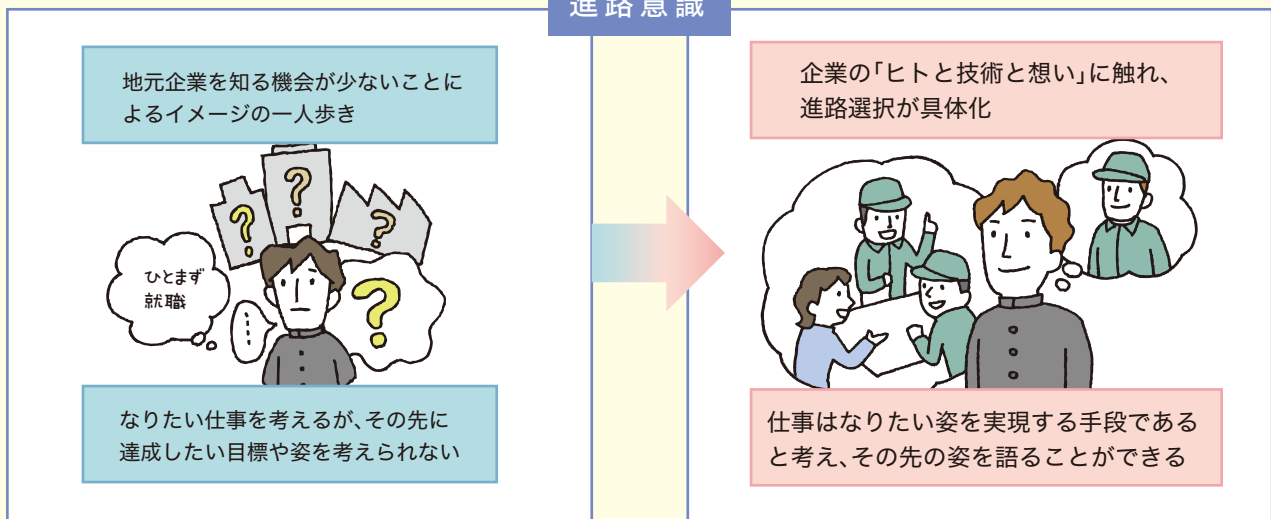 進路意識
地元企業を知る機会が少ないことに
よるイメージの一人歩き
?
?
?
ひとまず
就職
?
なりたい仕事を考えるが、その先に
達成したい目標や姿を考えられない
企業の「ヒトと技術と想い」に触れ、
進路選択が具体化
仕事はなりたい姿を実現する手段である
と考え、その先の姿を語ることができる